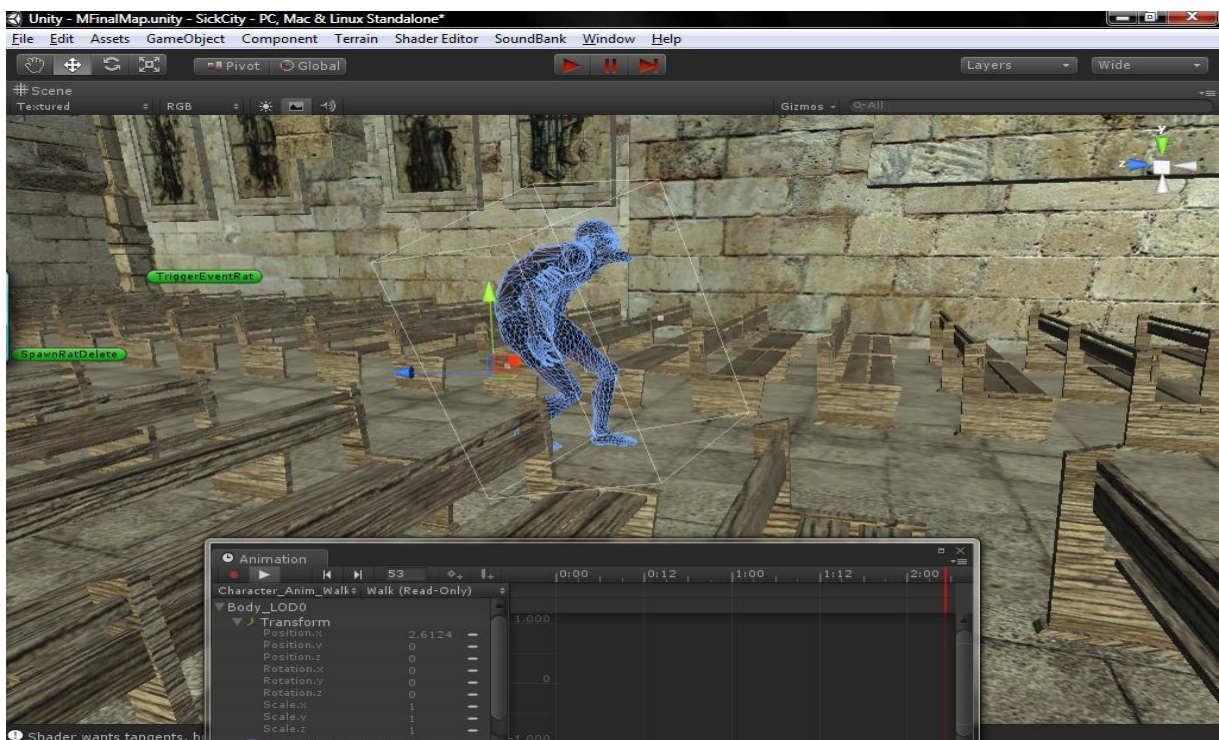 Unity - MFinalMap.unity - SickCity - PC, Mac & Linux Standalone*
File Edit Assets GameObject Component Terrain Shader Editor SoundBank Window Help
Pivot Global Layers Wide
Scene
Textured RGB Gizmos All
y
z
TriggerEventRat
SpawnRatDelete
Animation
53 0:00 0:12 1:00 1:12 2:00
Character_Anim_Walk Walk (Read-Only)
Body_LOD0
Transform 1.000
Position.x 2.6124
Position.y 0
Position.z 0
Rotation.x 0
Rotation.y 0 0
Rotation.z 0
Scale.x 1
Scale.y 1
Scale.z 1 -1.000
Shader wants tangents,